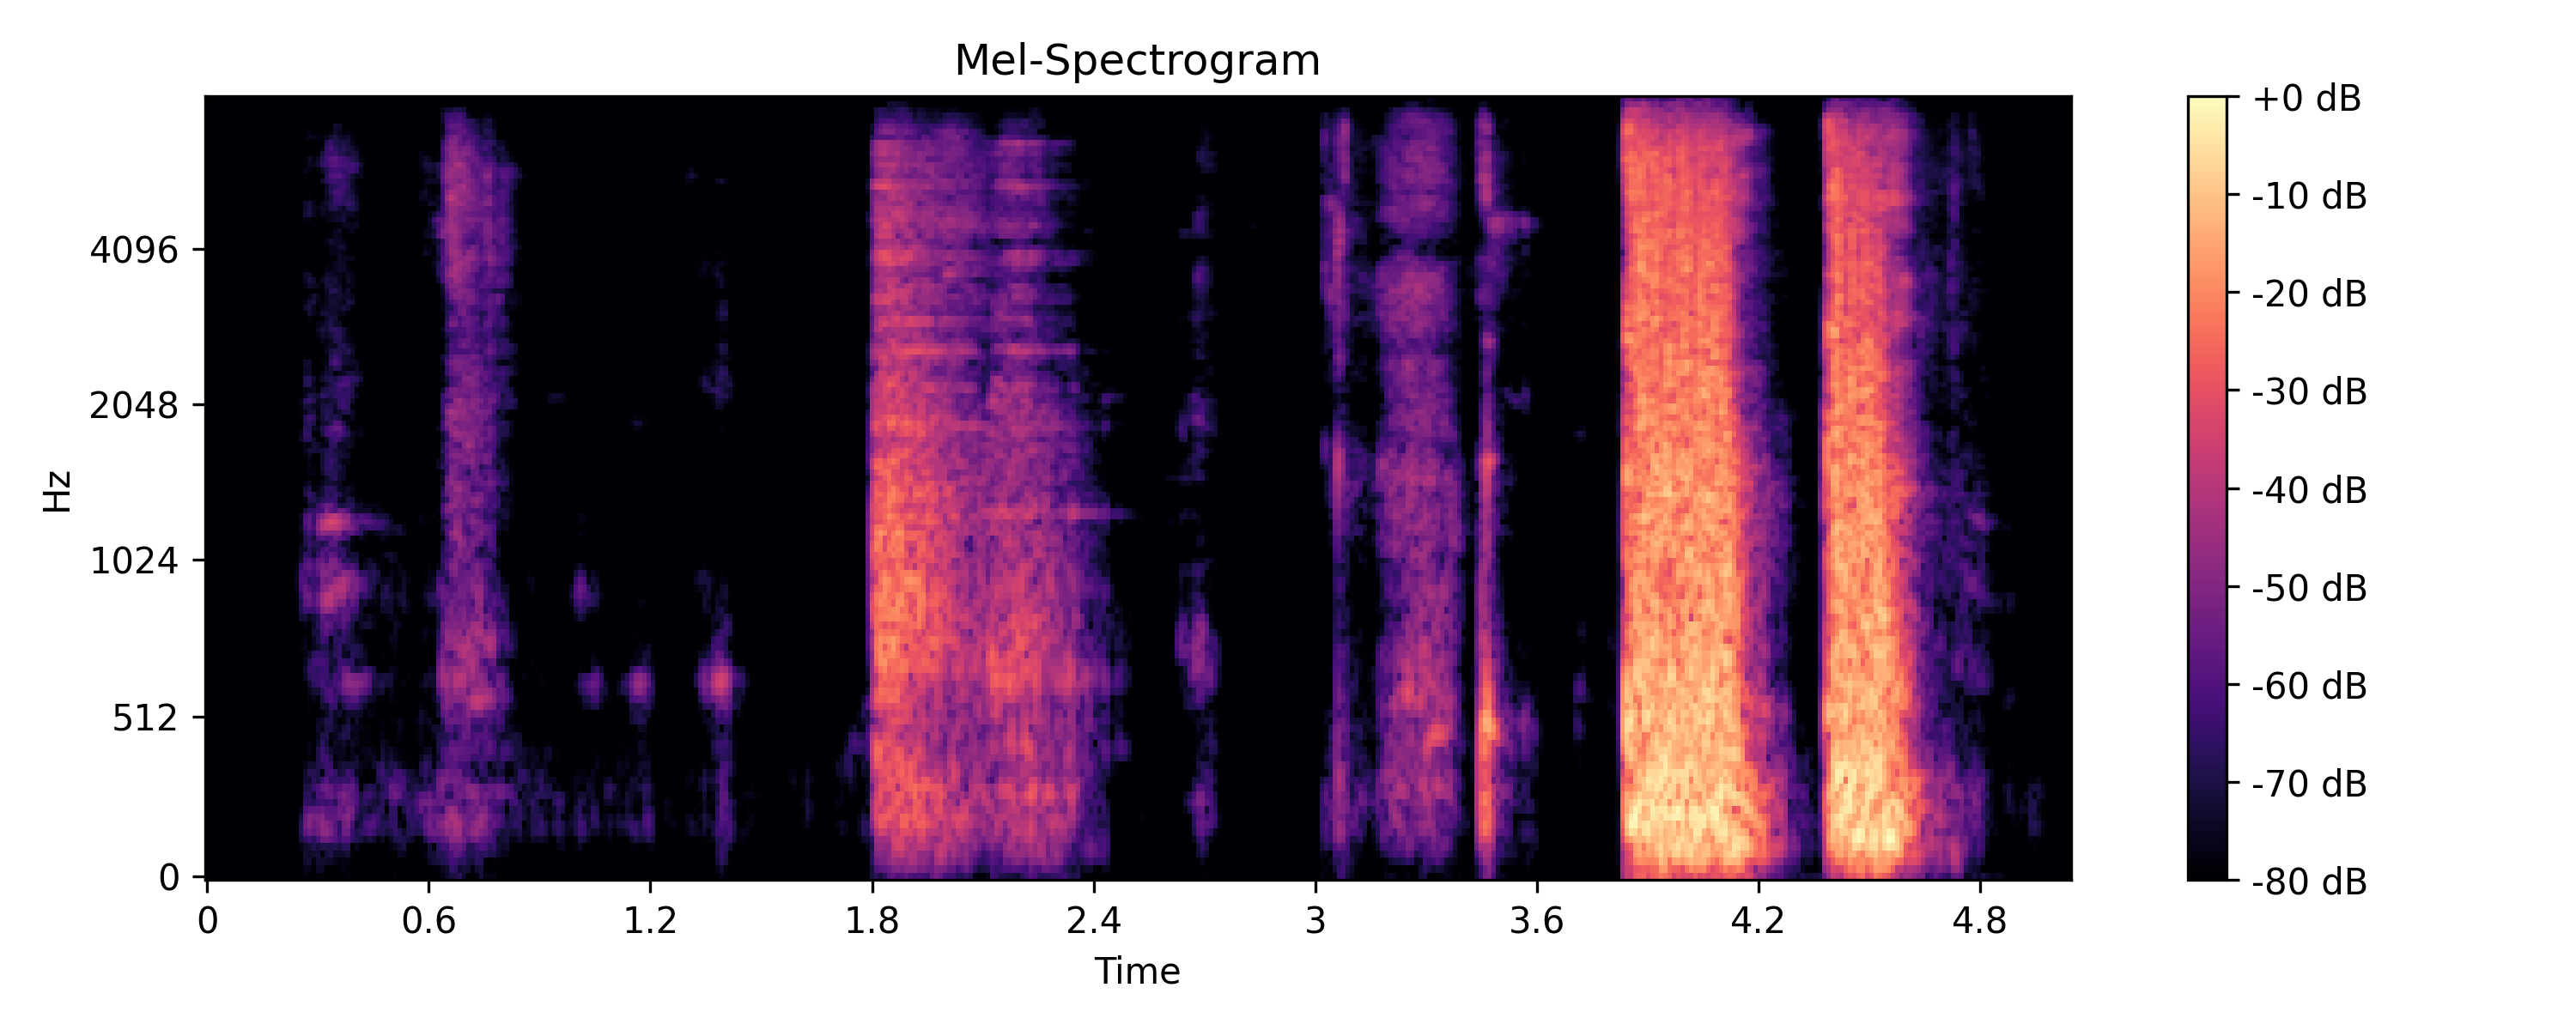 Mel-Spectrogram
+0 dB
-10 dB
-20 dB
-30 dB
-40 dB
-50 dB
-60 dB
-70 dB
-80 dB
Hz
4096
2048
1024
512
0
0 0.6 1.2 1.8 2.4 3 3.6 4.2 4.8
Time